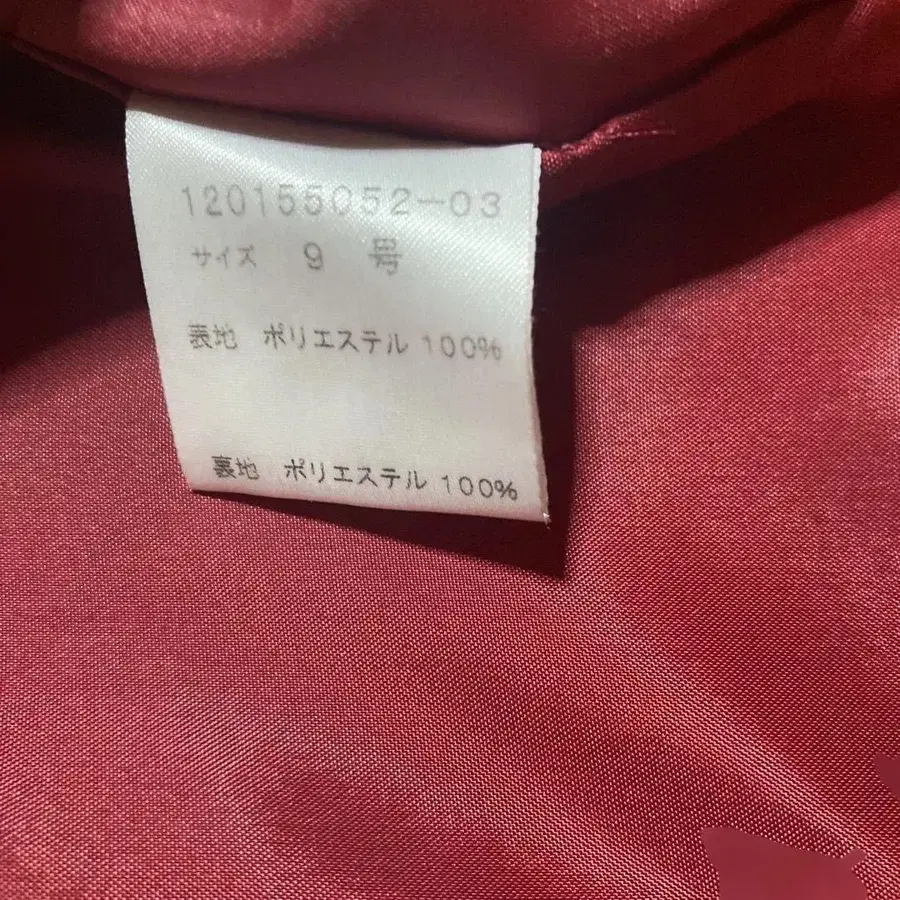 120155052-03
サイズ 9 号
表地 ポリエステル 100%
裏地 ポリエステル 100%